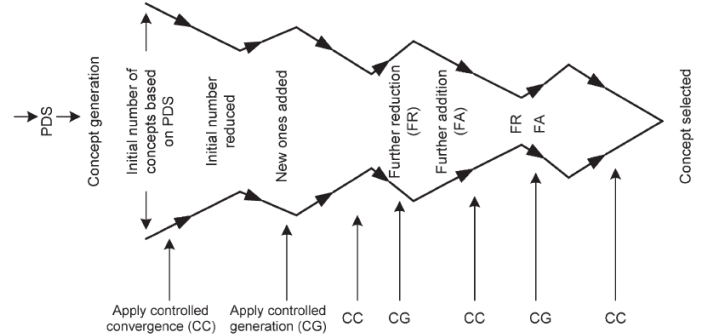 PDS
Concept generation
Initial number of
concepts based
on PDS
Initial number
reduced
New ones added
Further reduction
(FR)
Further addition
(FA)
FR
FA
Concept selected
Apply controlled
convergence (CC)
Apply controlled
generation (CG)
CC
CG
CC
CG
CC